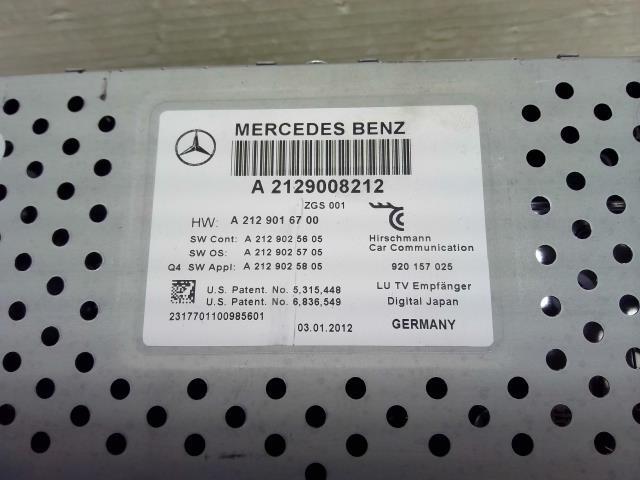 MERCEDES BENZ
A 2129008212
ZGS 001
HW: A 212 901 67 00
SW Cont: A 212 902 56 05
SW OS: A 212 902 57 05
Q4 SW Appl: A 212 902 58 05
Hirschmann
Car Communication
920 157 025
U.S. Patent. No. 5,315,448
U.S. Patent. No. 6,836,549
LU TV Empfänger
Digital Japan
2317701100985601
03.01.2012
GERMANY